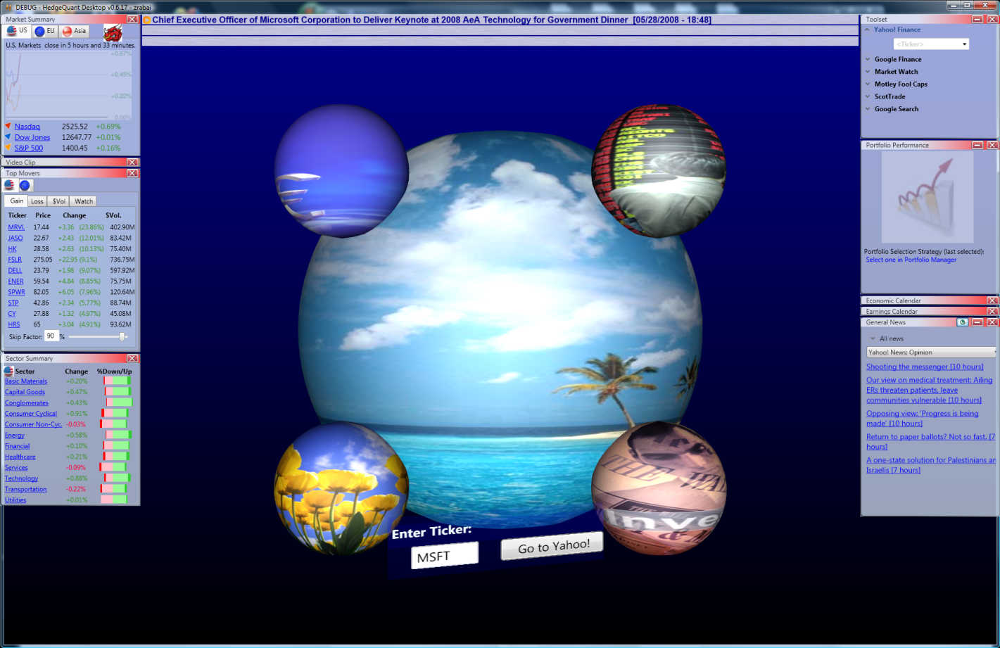 DEBUG - HedgeQuant Desktop v0.6.17 - zrabai
Market Summary
US EU Asia
U.S. Markets close in 5 hours and 33 minutes.
+0.67%
+0.45%
+0.22%
0.00%
Nasdaq 2525.52 +0.69%
Dow Jones 12647.77 +0.01%
S&P 500 1400.45 +0.16%
Video Clip
Top Movers
Gain Loss $Vol Watch
Ticker Price Change $Vol.
MRVL 17.44 +3.36 (23.86%) 402.90M
JASO 22.67 +2.43 (12.01%) 83.42M
HK 28.58 +2.63 (10.13%) 75.40M
FSLR 275.05 +22.95 (9.1%) 736.75M
DELL 23.79 +1.98 (9.07%) 597.92M
ENER 59.54 +4.84 (8.85%) 75.75M
SPWR 82.05 +6.05 (7.96%) 120.64M
STP 42.86 +2.34 (5.77%) 88.74M
CY 27.88 +1.32 (4.97%) 45.08M
HRS 65 +3.04 (4.91%) 93.62M
Skip Factor: 90 %
Sector Summary
Sector Change %Down/Up
Basic Materials +0.20%
Capital Goods +0.47%
Conglomerates +0.43%
Consumer Cyclical +0.91%
Consumer Non-Cyc. -0.03%
Energy +0.58%
Financial +0.10%
Healthcare +0.21%
Services -0.09%
Technology +0.88%
Transportation -0.22%
Utilities +0.01%
Chief Executive Officer of Microsoft Corporation to Deliver Keynote at 2008 AeA Technology for Government Dinner [05/28/2008 - 18:48]
THE WA
Inve
Enter Ticker:
MSFT Go to Yahoo!
Toolset
Yahoo! Finance
<Ticker>
Google Finance
Market Watch
Motley Fool Caps
ScotTrade
Google Search
Portfolio Performance
Portfolio Selection Strategy (last selected):
Select one in Portfolio Manager
Economic Calendar
Earnings Calendar
General News
All news
Yahoo! News: Opinion
Shooting the messenger [10 hours]
Our view on medical treatment: Ailing
ERs threaten patients, leave
communities vulnerable [10 hours]
Opposing view: 'Progress is being
made' [10 hours]
Return to paper ballots? Not so fast. [7
hours]
A one-state solution for Palestinians an
Israelis [7 hours]